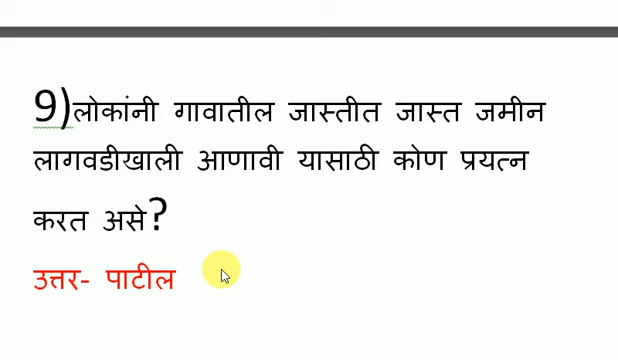 9)लोकांनी गावातील जास्तीत जास्त जमीन
लागवडीखाली आणावी यासाठी कोण प्रयत्न
करत असे?
उत्तर- पाटील